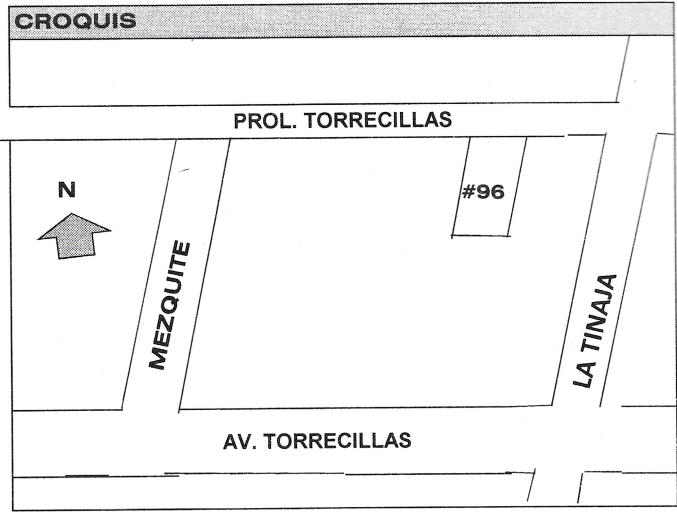 CROQUIS
PROL. TORRECILLAS
N
#96
MEZQUITE
LA TINAJA
AV. TORRECILLAS